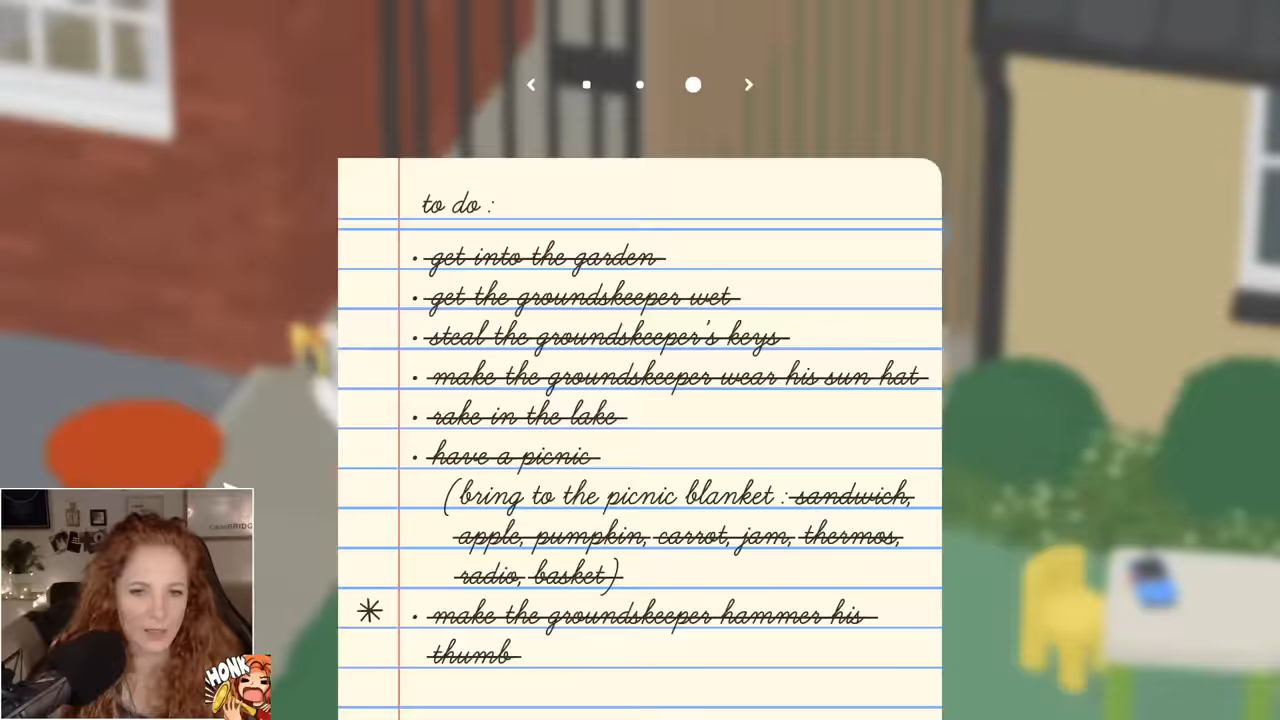 to do :
• get into the garden
• get the groundskeeper wet
• steal the groundskeeper's keys
• make the groundskeeper wear his sun hat
• rake in the lake
• have a picnic
(bring to the picnic blanket : sandwich,
apple, pumpkin, carrot, jam, thermos,
radio, basket)
• make the groundskeeper hammer his
thumb
CAMBRIDG
HONK